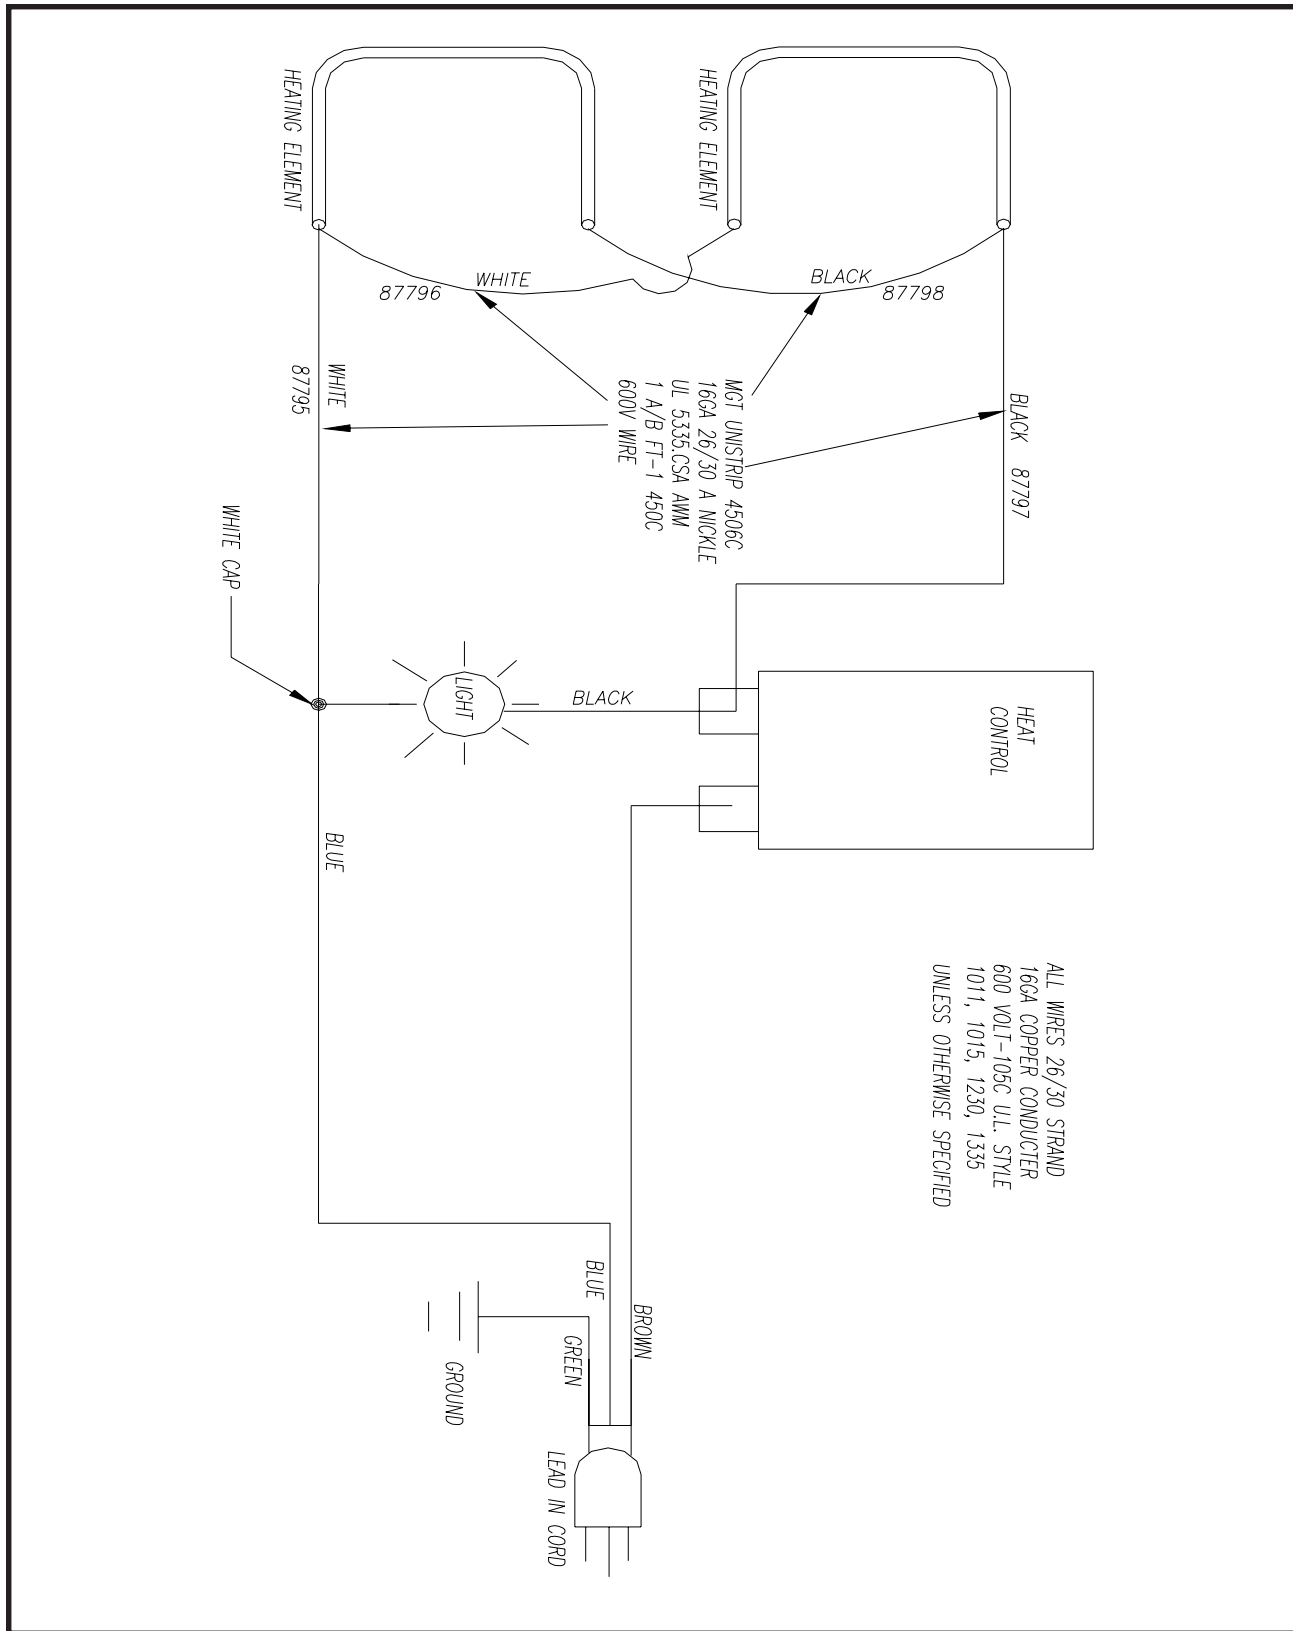 HEATING ELEMENT
HEATING ELEMENT
WHITE
87796
BLACK
87798
WHITE
87795
BLACK 87797
MGT UNISTRIP 4506C
16GA 26/30 A NICKLE
UL 5335.CSA AWM
1 A/B FT-1 450C
600V WIRE
WHITE CAP
LIGHT
BLACK
HEAT
CONTROL
BLUE
ALL WIRES 26/30 STRAND
16GA COPPER CONDUCTER
600 VOLT-105C U.L. STYLE
1011, 1015, 1230, 1335
UNLESS OTHERWISE SPECIFIED
BLUE
BROWN
GREEN
GROUND
LEAD IN CORD